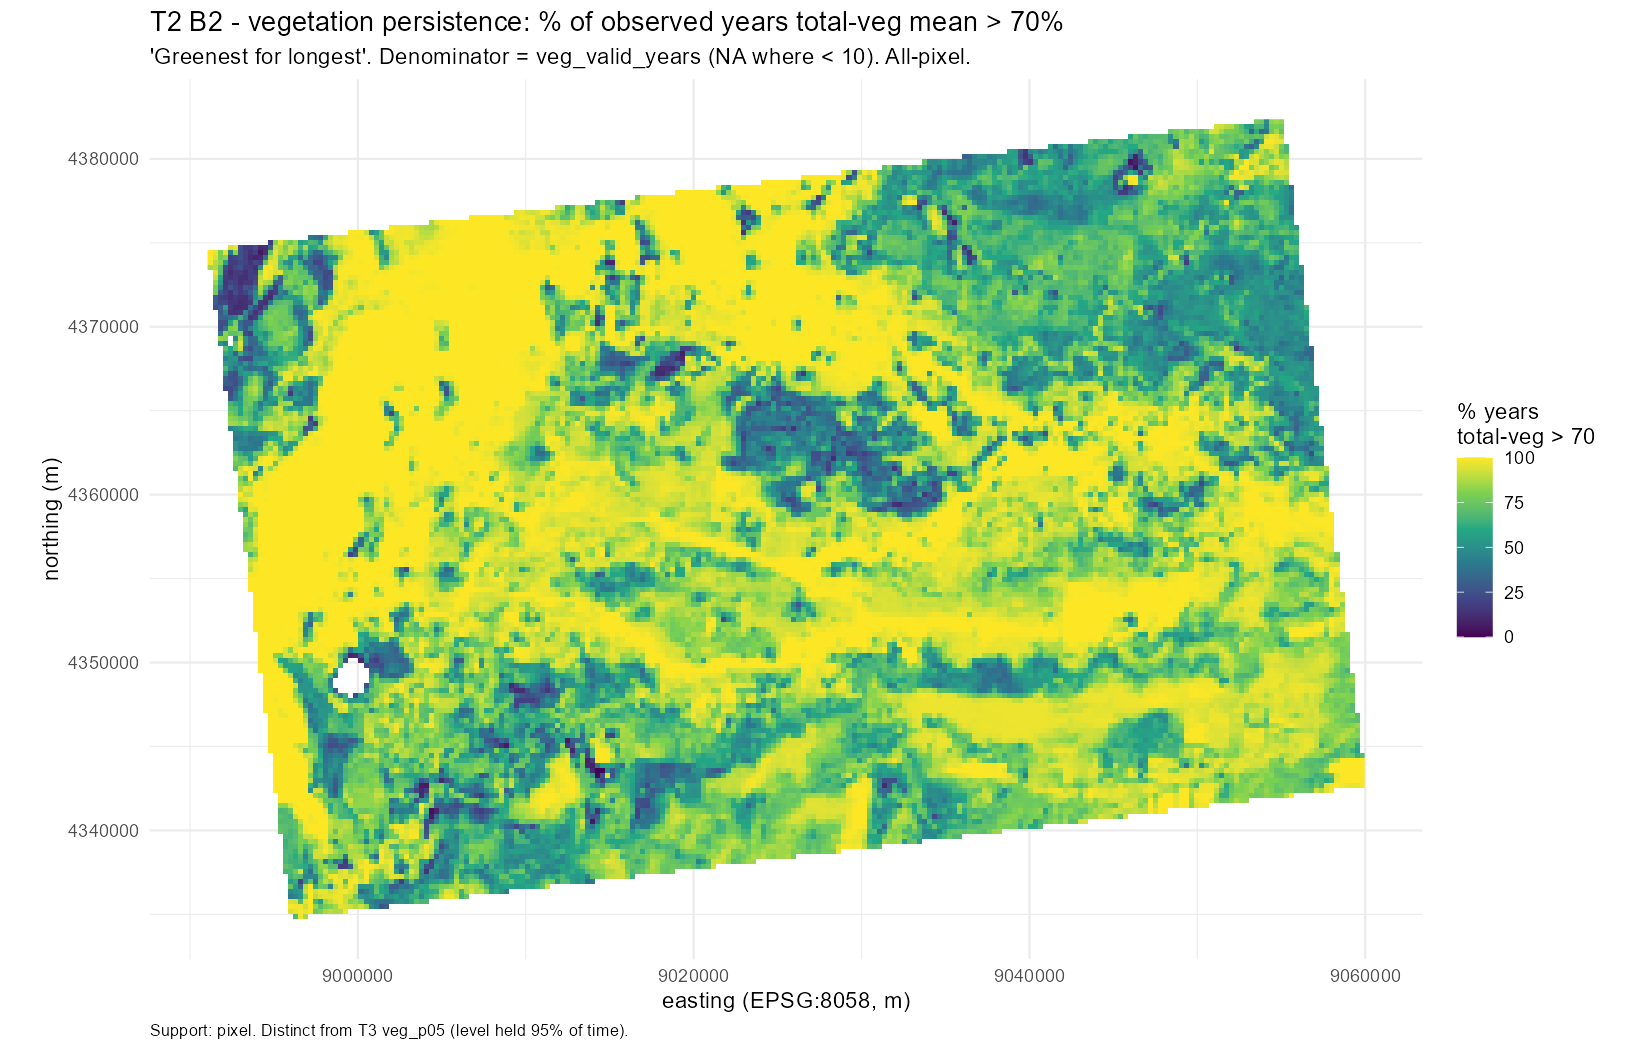 T2 B2 - vegetation persistence: % of observed years total-veg mean > 70%
'Greenest for longest'. Denominator = veg_valid_years (NA where < 10). All-pixel.
4380000
4370000
4360000
4350000
4340000
northing (m)
9000000
9020000
9040000
9060000
easting (EPSG:8058, m)
% years
total-veg > 70
100
75
50
25
0
Support: pixel. Distinct from T3 veg_p05 (level held 95% of time).